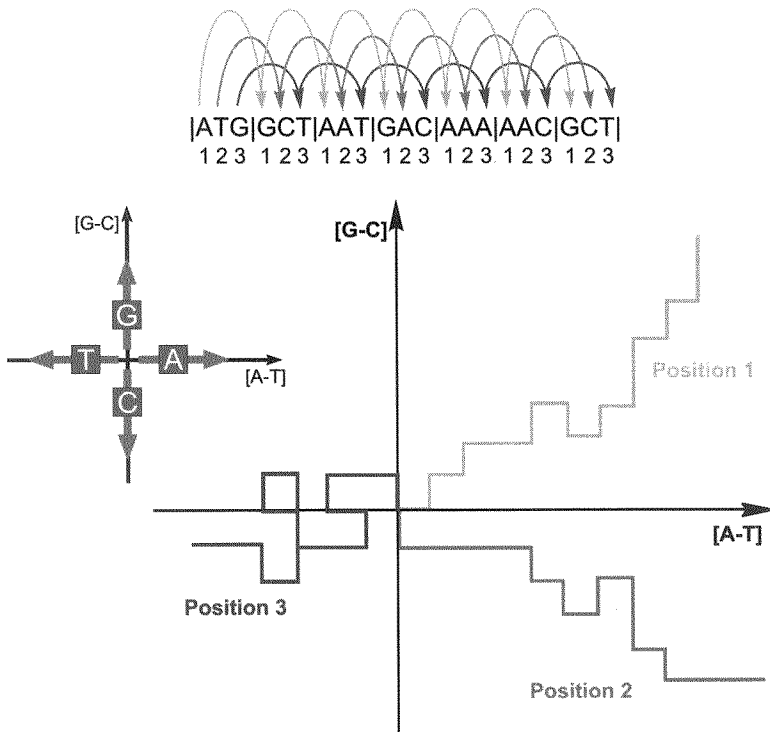 |ATG|GCT|AAT|GAC|AAA|AAC|GCT|
1 2 3 1 2 3 1 2 3 1 2 3 1 2 3 1 2 3 1 2 3
[G-C]
[G-C]
G
T A
[A-T]
C
Position 1
[A-T]
Position 3
Position 2